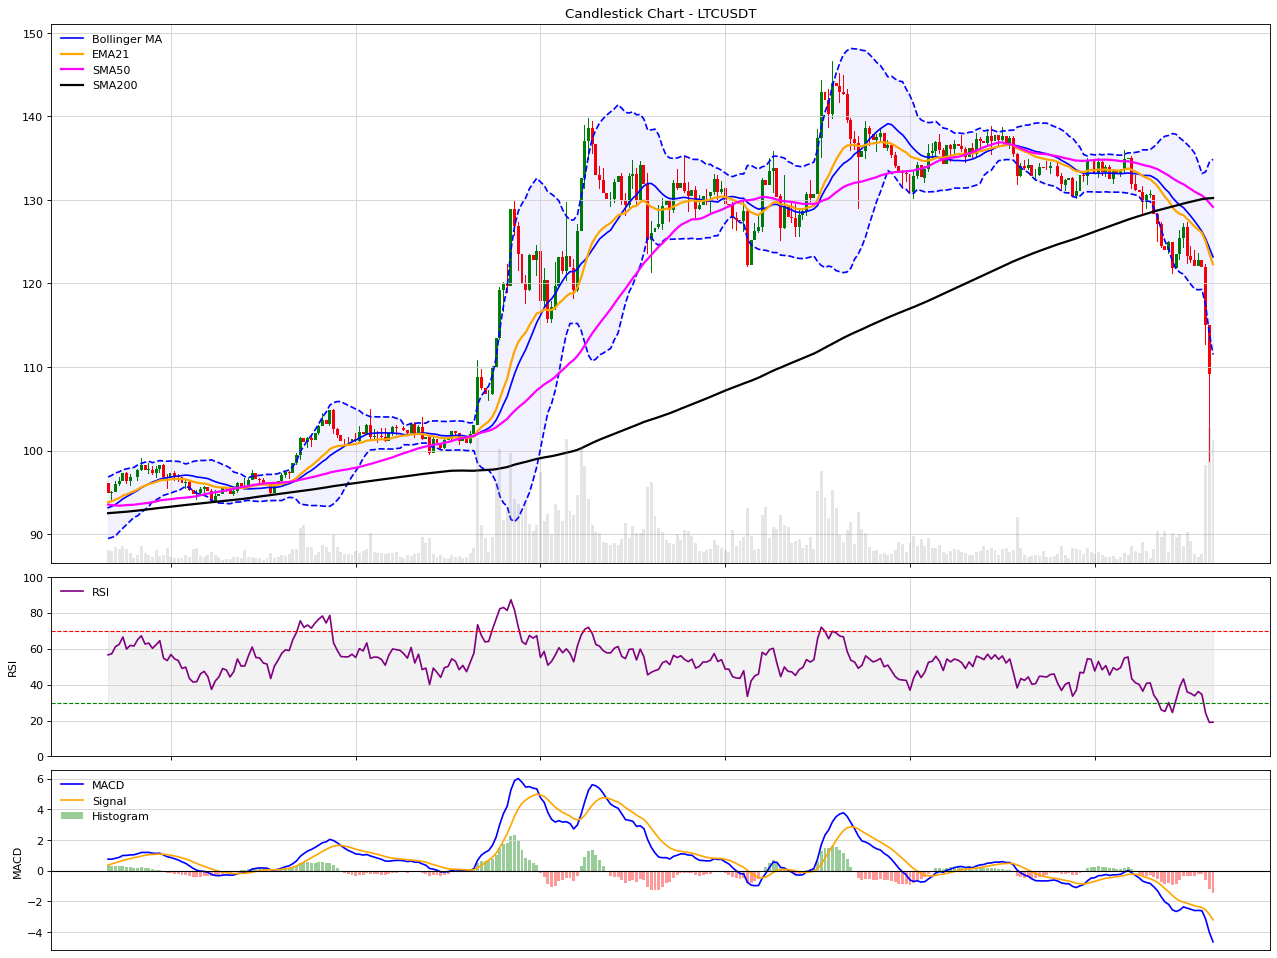 Candlestick Chart - LTCUSDT
Bollinger MA
EMA21
SMA50
SMA200
150
140
130
120
110
100
90
RSI
100
80
60
40
20
0
RSI
MACD
Signal
Histogram
6
4
2
0
−2
−4
MACD